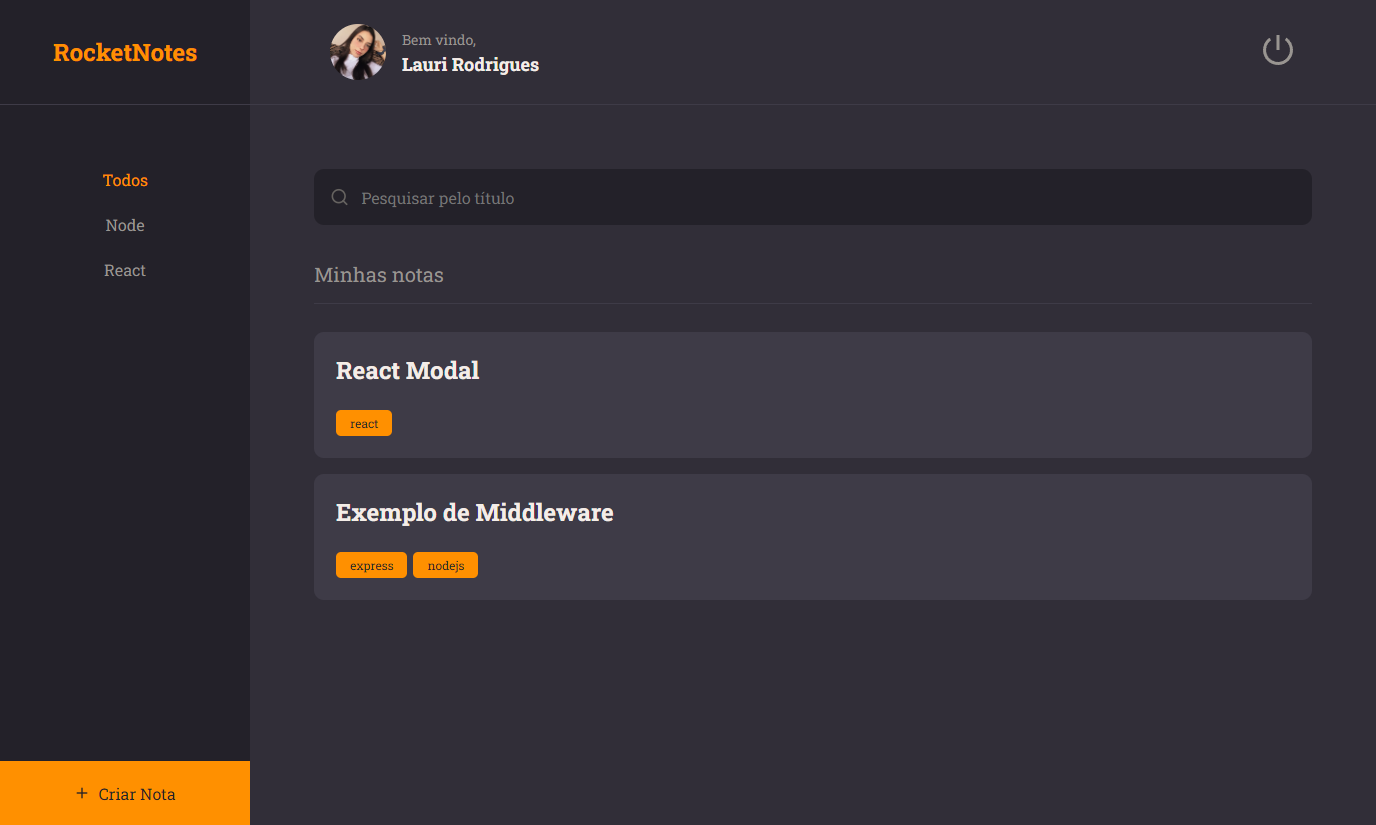 RocketNotes
Bem vindo,
Lauri Rodrigues
Todos
Node
React
Pesquisar pelo título
Minhas notas
React Modal
react
Exemplo de Middleware
express nodejs
+ Criar Nota